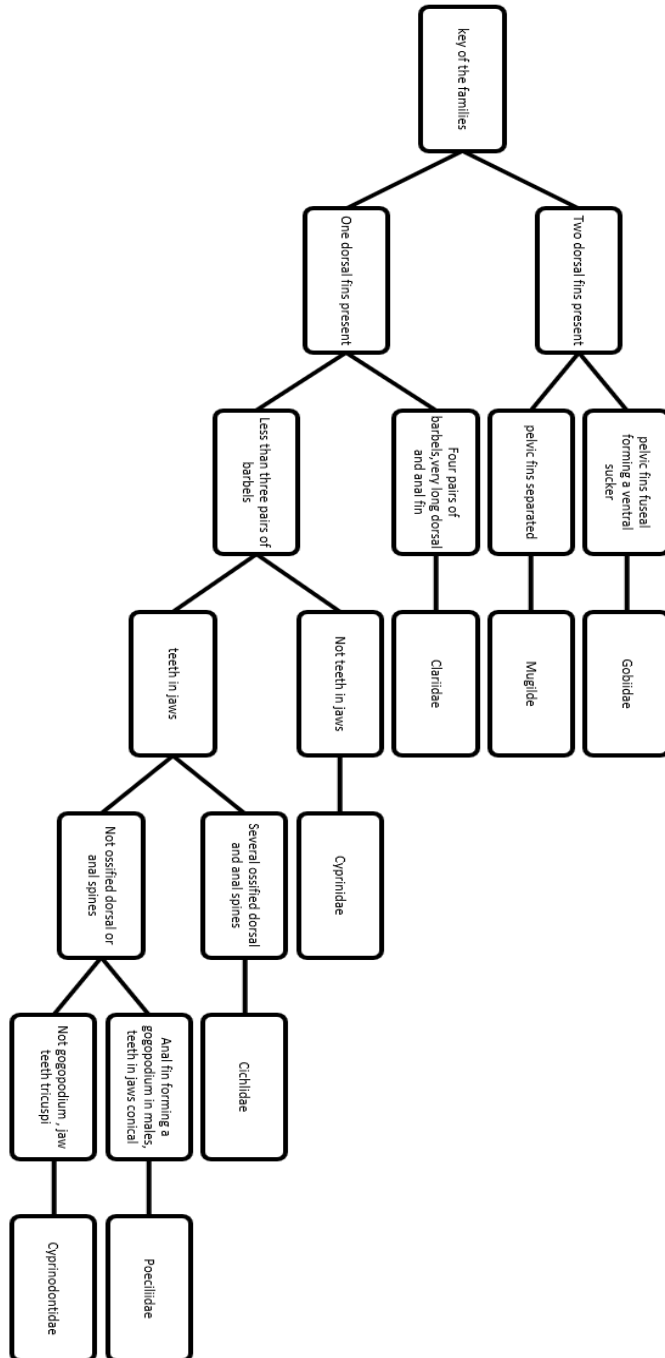 key of the families
Two dorsal fins present
One dorsal fins present
pelvic fins fuseal
forming a ventral
sucker
pelvic fins separated
Four pairs of
barbels,very long dorsal
and anal fin
Less than three pairs of
barbels
Gobiidae
Mugilde
Clariidae
Not teeth in jaws
teeth in jaws
Cyprinidae
Several ossified dorsal
and anal spines
Not ossified dorsal or
anal spines
Cichlidae
Anal fin forming a
gogopodium in males,
teeth in jaws conical
Not gogopodium , jaw
teeth tricuspi
Poeciliidae
Cyprinodontidae